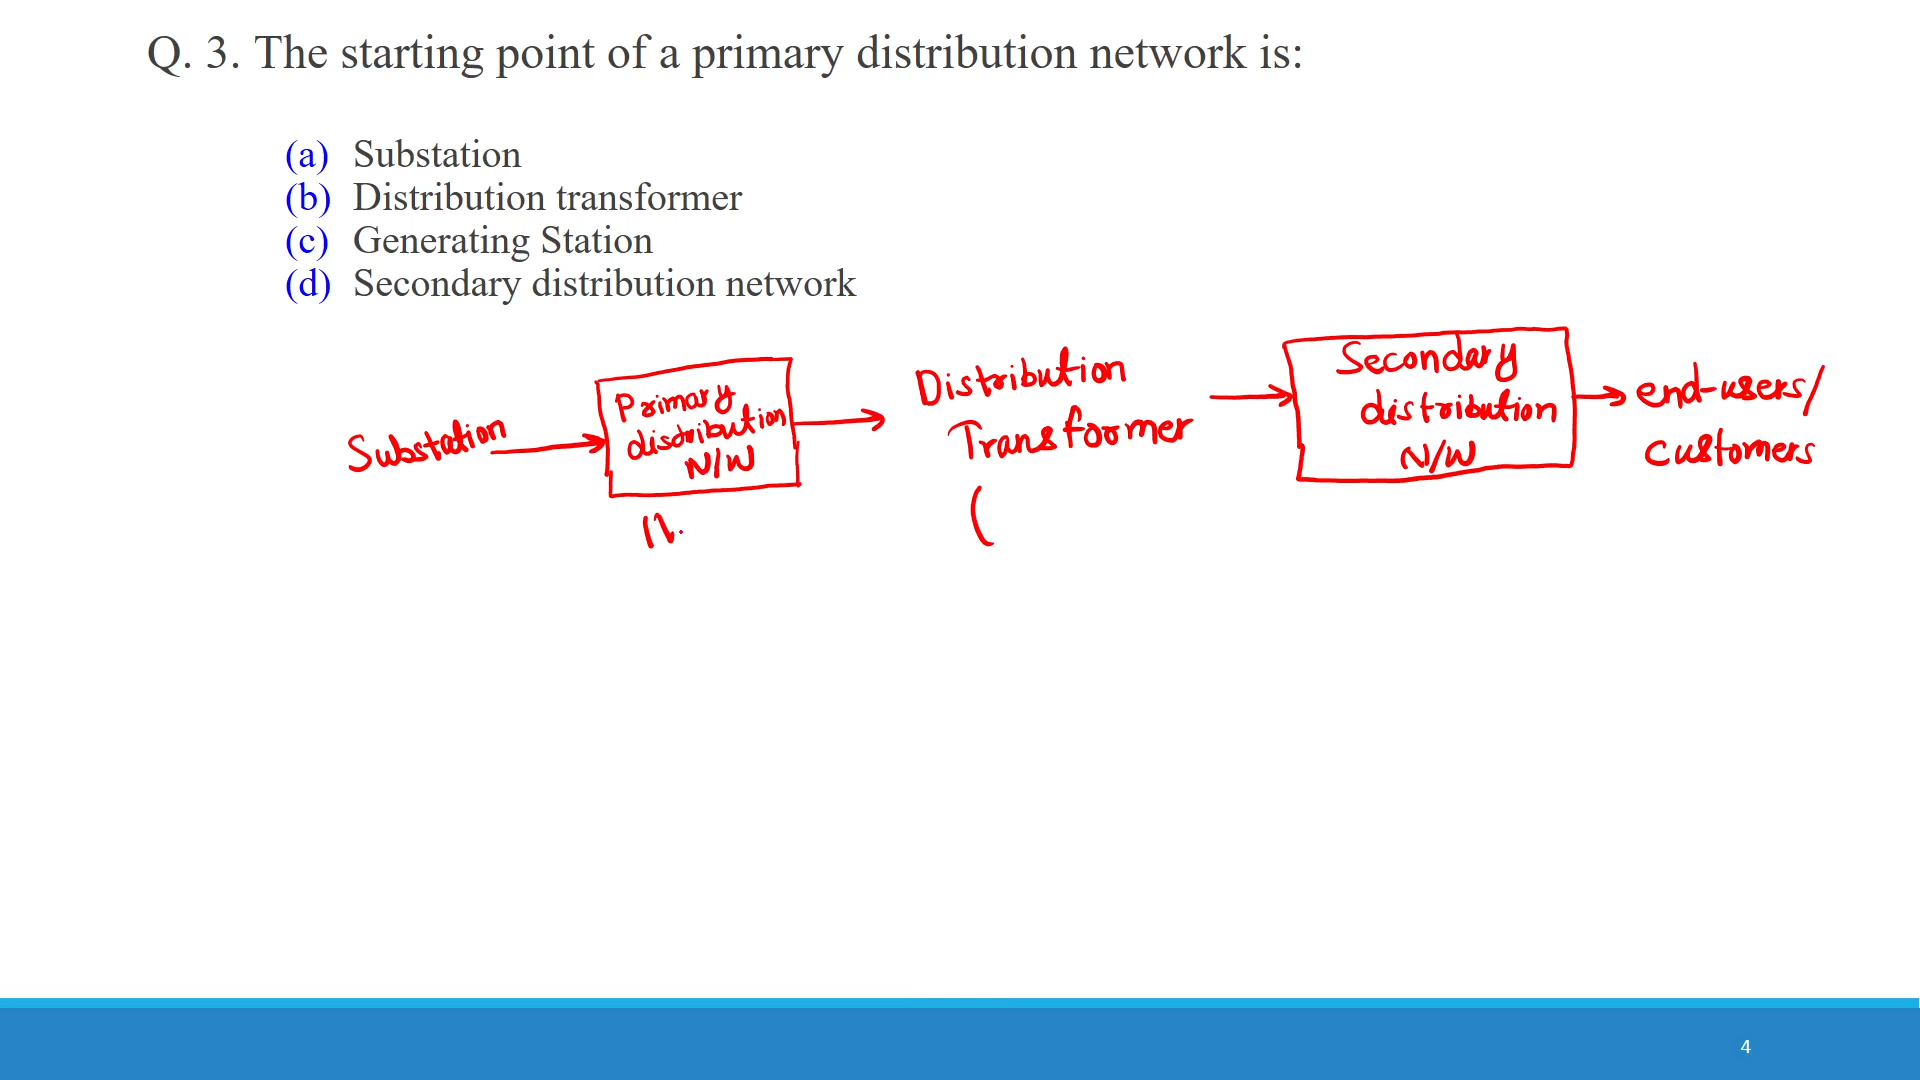 Q. 3. The starting point of a primary distribution network is:
(a) Substation
(b) Distribution transformer
(c) Generating Station
(d) Secondary distribution network
Substation
Primary
distribution
N/W
Distribution
Transformer
(
Secondary
distribution
N/W
end-users/
customers
4